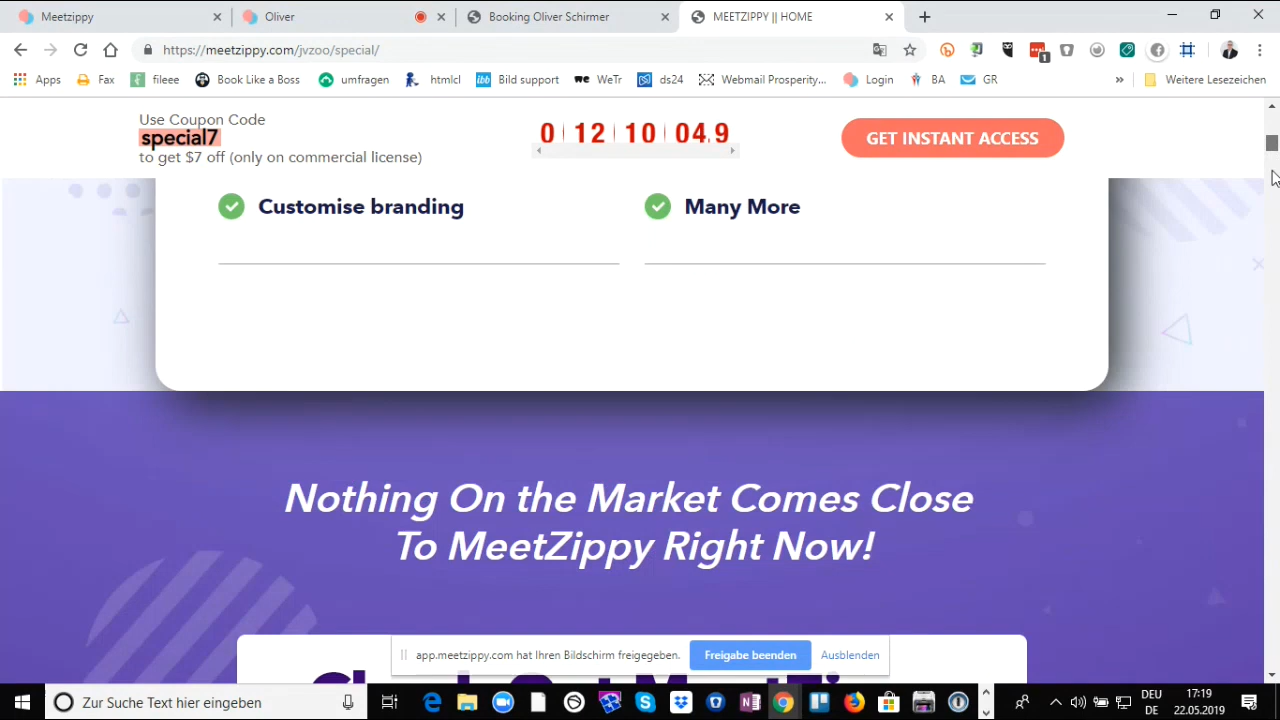 Meetzippy
Oliver
Booking Oliver Schirmer
MEETZIPPY || HOME
https://meetzippy.com/jvzoo/special/
1
Apps
Fax
fileee
Book Like a Boss
umfragen
htmlcl
Bild support
WeTr
ds24
Webmail Prosperity...
Login
BA
GR
»
Weitere Lesezeichen
Use Coupon Code
special7
to get $7 off (only on commercial license)
0 12 10 04.9
GET INSTANT ACCESS
Customise branding
Many More
Nothing On the Market Comes Close
To MeetZippy Right Now!
app.meetzippy.com hat Ihren Bildschirm freigegeben.
Freigabe beenden
Ausblenden
Zur Suche Text hier eingeben
DEU
DE
17:19
22.05.2019